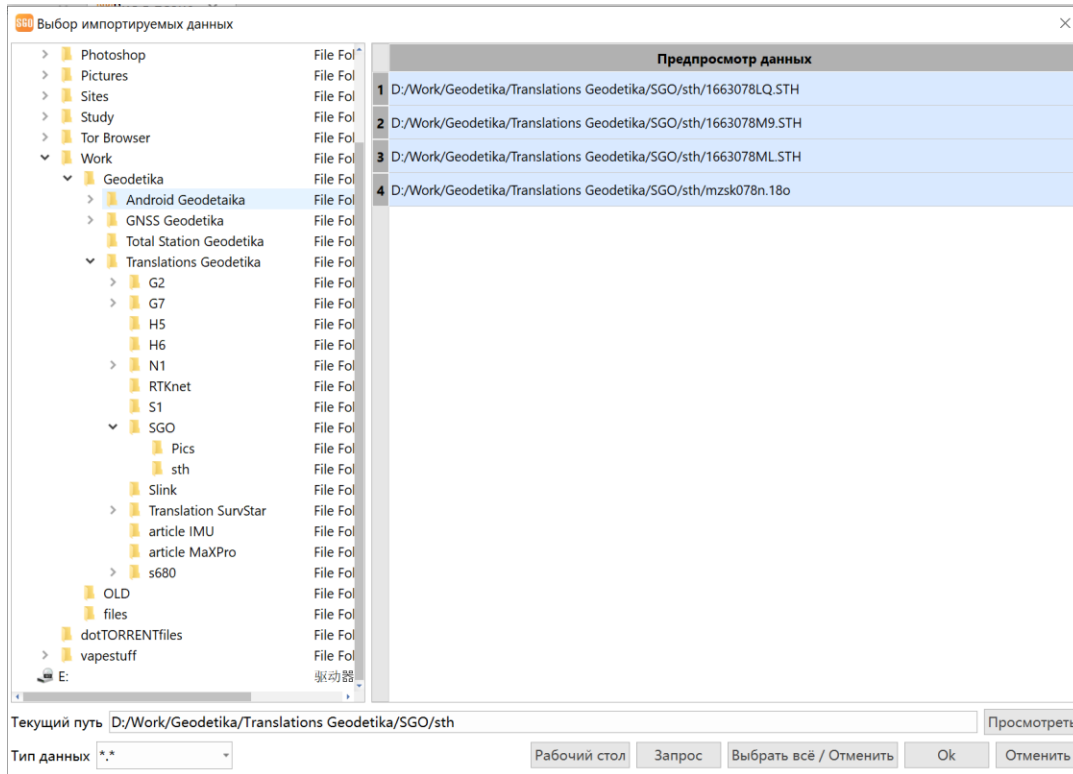 SGO Выбор импортируемых данных
Photoshop File Fol
Pictures File Fol
Sites File Fol
Study File Fol
Tor Browser File Fol
Work File Fol
Geodetika File Fol
Android Geodetaika File Fol
GNSS Geodetika File Fol
Total Station Geodetika File Fol
Translations Geodetika File Fol
G2 File Fol
G7 File Fol
H5 File Fol
H6 File Fol
N1 File Fol
RTKnet File Fol
S1 File Fol
SGO File Fol
Pics File Fol
sth File Fol
Slink File Fol
Translation SurvStar File Fol
article IMU File Fol
article MaXPro File Fol
s680 File Fol
OLD File Fol
files File Fol
dotTORRENTfiles File Fol
vapestuff File Fol
E: 驱动器
Предпросмотр данных
1 D:/Work/Geodetika/Translations Geodetika/SGO/sth/1663078LQ.STH
2 D:/Work/Geodetika/Translations Geodetika/SGO/sth/1663078M9.STH
3 D:/Work/Geodetika/Translations Geodetika/SGO/sth/1663078ML.STH
4 D:/Work/Geodetika/Translations Geodetika/SGO/sth/mzsk078n.18o
Текущий путь D:/Work/Geodetika/Translations Geodetika/SGO/sth Просмотреть
Тип данных *.* Рабочий стол Запрос Выбрать всё / Отменить Ok Отменить